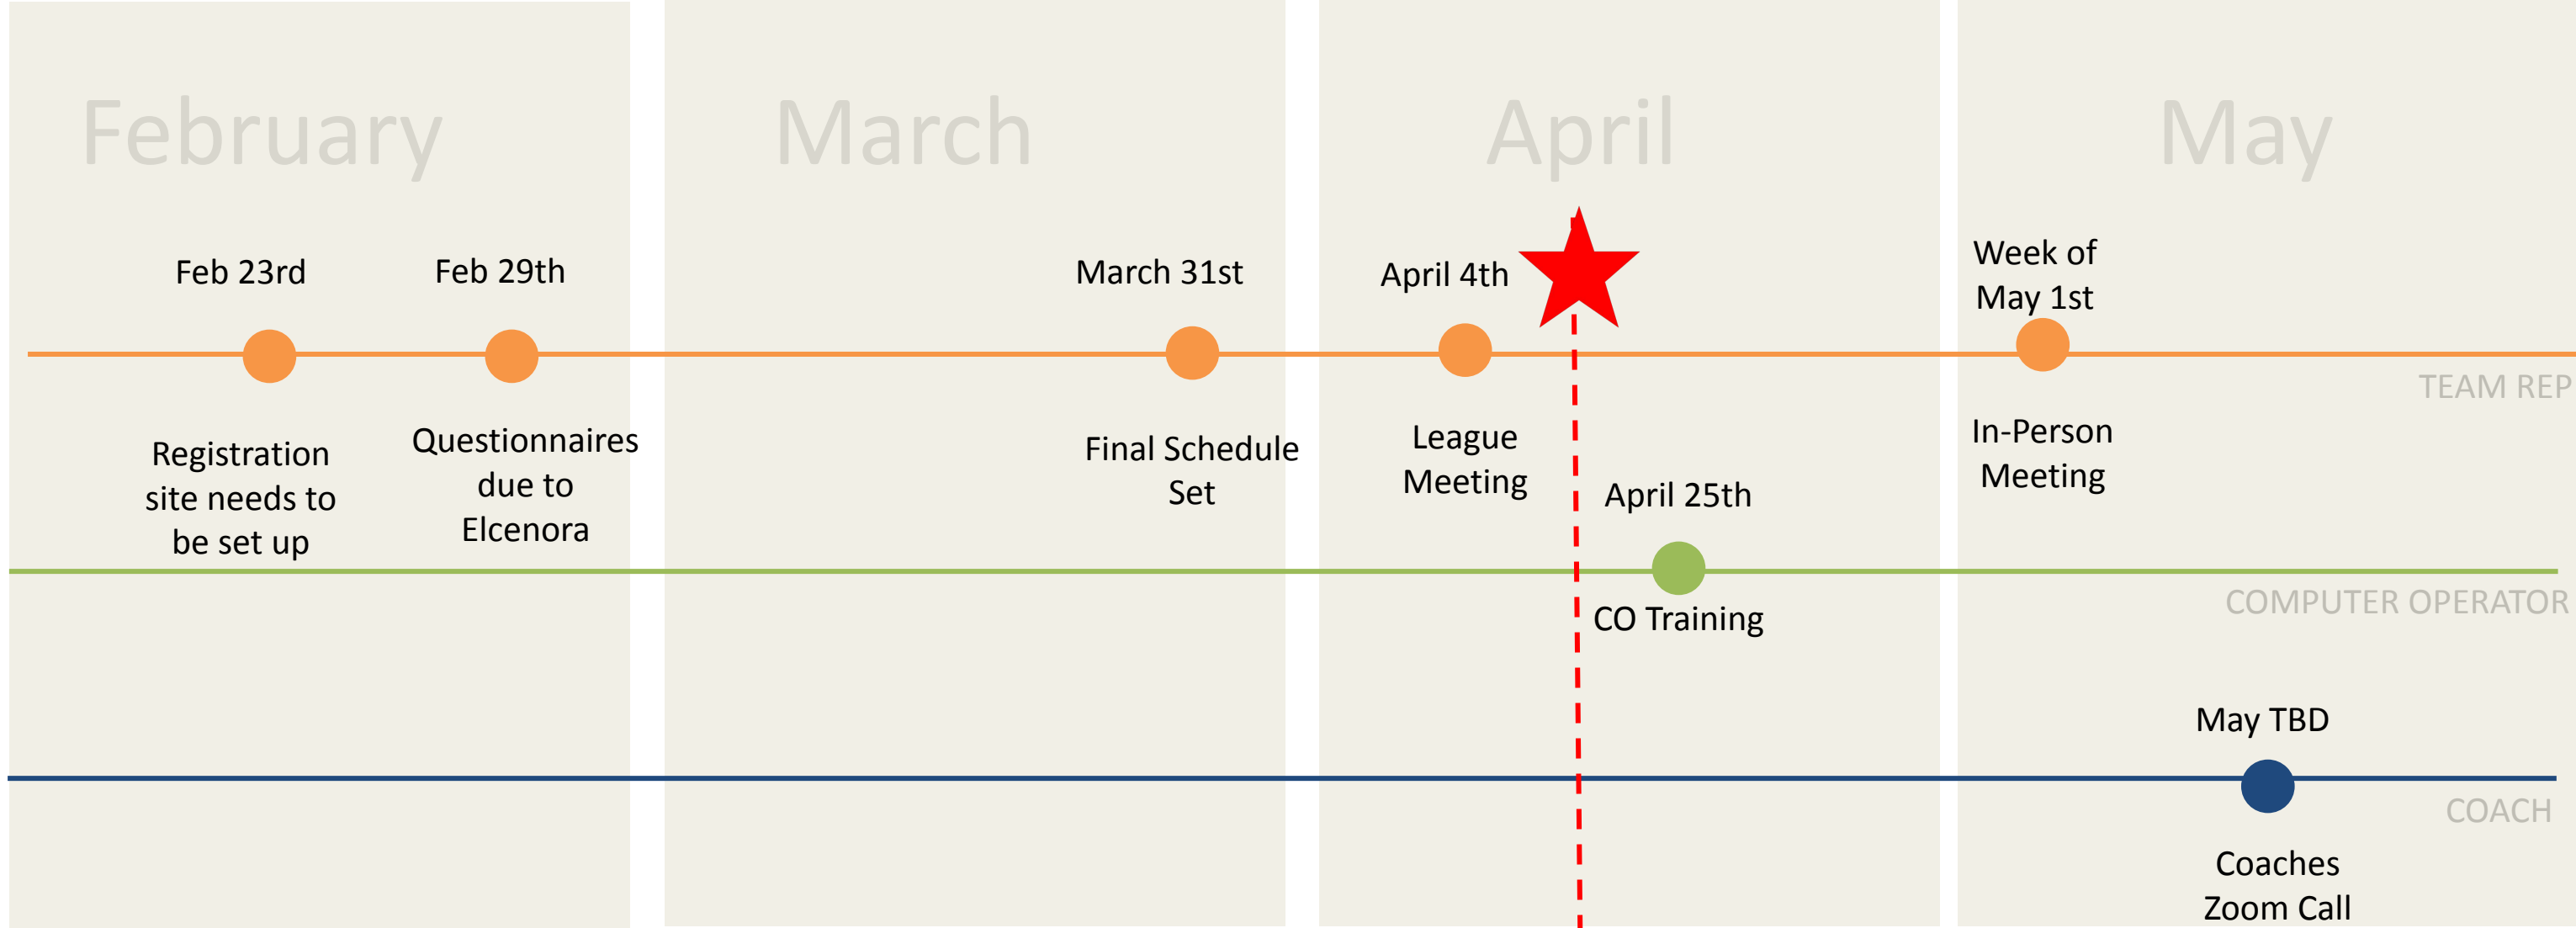 February
March
April
May
Feb 23rd
Feb 29th
March 31st
April 4th
Week of
May 1st
TEAM REP
Registration
site needs to
be set up
Questionnaires
due to
Elcenora
Final Schedule
Set
League
Meeting
In-Person
Meeting
April 25th
COMPUTER OPERATOR
CO Training
May TBD
COACH
Coaches
Zoom Call